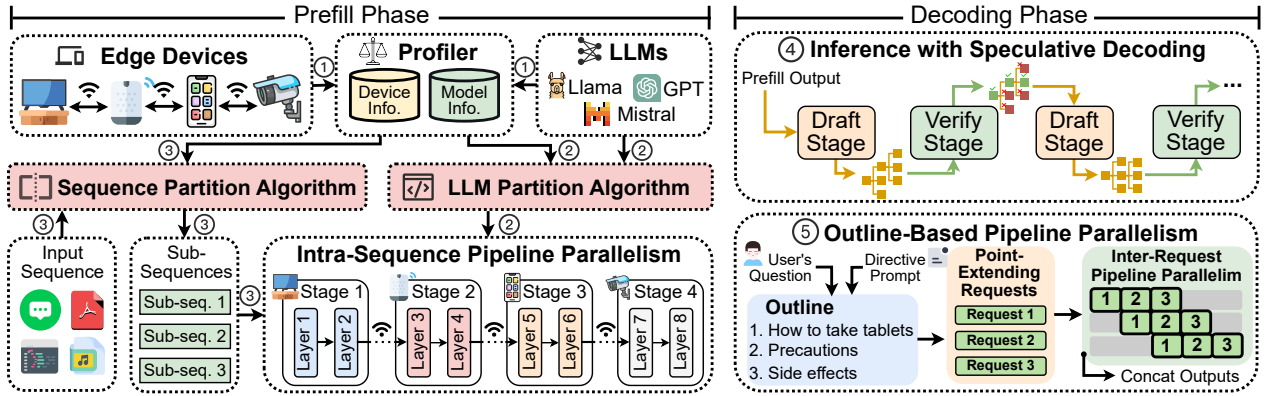 Prefill Phase
Edge Devices
1
Profiler
Device
Info.
Model
Info.
1
LLMs
Llama
GPT
Mistral
3
2
2
Sequence Partition Algorithm
LLM Partition Algorithm
3
3
2
Input
Sequence
Sub-
Sequences
Sub-seq. 1
Sub-seq. 2
Sub-seq. 3
3
Intra-Sequence Pipeline Parallelism
Stage 1
Layer 1
Layer 2
Stage 2
Layer 3
Layer 4
Stage 3
Layer 5
Layer 6
Stage 4
Layer 7
Layer 8
Decoding Phase
4 Inference with Speculative Decoding
Prefill Output
Draft
Stage
Verify
Stage
Draft
Stage
Verify
Stage
...
5 Outline-Based Pipeline Parallelism
User's
Question
Directive
Prompt
Outline
1. How to take tablets
2. Precautions
3. Side effects
Point-
Extending
Requests
Request 1
Request 2
Request 3
Inter-Request
Pipeline Parallelim
1 2 3
1 2 3
1 2 3
Concat Outputs